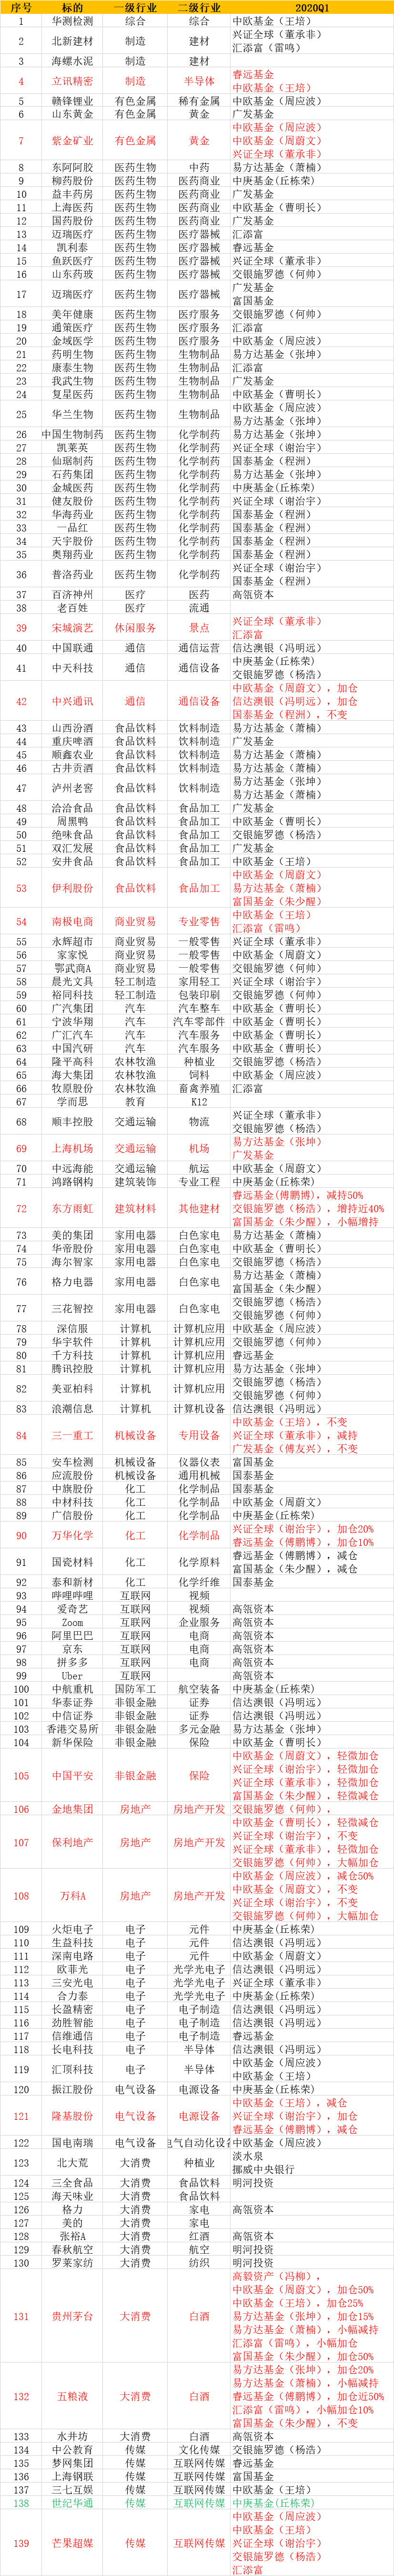 序号 标的 一级行业 二级行业 2020Q1
1 华测检测 综合 综合 中欧基金（王培）
2 北新建材 制造 建材 兴证全球（董承非）
汇添富（雷鸣）
3 海螺水泥 制造 建材
4 立讯精密 制造 半导体 睿远基金
中欧基金（王培）
5 赣锋锂业 有色金属 稀有金属 中欧基金（周应波）
6 山东黄金 有色金属 黄金 广发基金
7 紫金矿业 有色金属 黄金 中欧基金（周应波）
中欧基金（周蔚文）
兴证全球（董承非）
8 东阿阿胶 医药生物 中药 易方达基金（萧楠）
9 柳药股份 医药生物 医药商业 中庚基金(丘栋荣)
10 益丰药房 医药生物 医药商业 广发基金
11 上海医药 医药生物 医药商业 中欧基金（曹明长）
12 国药股份 医药生物 医药商业 广发基金
13 迈瑞医疗 医药生物 医疗器械 汇添富
14 凯利泰 医药生物 医疗器械 睿远基金
15 鱼跃医疗 医药生物 医疗器械 兴证全球（董承非）
16 山东药玻 医药生物 医疗器械 交银施罗德（何帅）
17 迈瑞医疗 医药生物 医疗器械 广发基金
富国基金
18 美年健康 医药生物 医疗服务 交银施罗德（何帅）
19 通策医疗 医药生物 医疗服务 汇添富
20 金域医学 医药生物 医疗服务 中欧基金（周应波）
21 药明生物 医药生物 生物制品 易方达基金（张坤）
22 康泰生物 医药生物 生物制品 汇添富
23 我武生物 医药生物 生物制品 广发基金
24 复星医药 医药生物 生物制品 中欧基金（曹明长）
25 华兰生物 医药生物 生物制品 中欧基金（周应波）
易方达基金（张坤）
26 中国生物制药 医药生物 化学制药 易方达基金（张坤）
27 凯莱英 医药生物 化学制药 兴证全球（谢治宇）
28 仙琚制药 医药生物 化学制药 国泰基金（程洲）
29 石药集团 医药生物 化学制药 易方达基金（张坤）
30 金城医药 医药生物 化学制药 中庚基金(丘栋荣)
31 健友股份 医药生物 化学制药 兴证全球（谢治宇）
32 华海药业 医药生物 化学制药 国泰基金（程洲）
33 一品红 医药生物 化学制药 国泰基金（程洲）
34 天宇股份 医药生物 化学制药 国泰基金（程洲）
35 奥翔药业 医药生物 化学制药 国泰基金（程洲）
36 普洛药业 医药生物 化学制药 兴证全球（谢治宇）
国泰基金（程洲）
37 百济神州 医疗 医药 高瓴资本
38 老百姓 医疗 流通
39 宋城演艺 休闲服务 景点 兴证全球（董承非）
汇添富
40 中国联通 通信 通信运营 信达澳银（冯明远）
41 中天科技 通信 通信设备 中庚基金(丘栋荣)
交银施罗德（杨浩）
42 中兴通讯 通信 通信设备 中欧基金（周蔚文），加仓
信达澳银（冯明远），加仓
国泰基金（程洲），不变
43 山西汾酒 食品饮料 饮料制造 易方达基金（萧楠）
44 重庆啤酒 食品饮料 饮料制造 广发基金
45 顺鑫农业 食品饮料 饮料制造 易方达基金（萧楠）
46 古井贡酒 食品饮料 饮料制造 易方达基金（萧楠）
47 泸州老窖 食品饮料 饮料制造 易方达基金（张坤）
易方达基金（萧楠）
48 洽洽食品 食品饮料 食品加工 广发基金
49 周黑鸭 食品饮料 食品加工 中欧基金（曹明长）
50 绝味食品 食品饮料 食品加工 交银施罗德（杨浩）
51 双汇发展 食品饮料 食品加工 广发基金
52 安井食品 食品饮料 食品加工 中欧基金（王培）
53 伊利股份 食品饮料 食品加工 中欧基金（周蔚文）
易方达基金（萧楠）
富国基金（朱少醒）
54 南极电商 商业贸易 专业零售 中欧基金（王培）
汇添富（雷鸣）
55 永辉超市 商业贸易 一般零售 兴证全球（董承非）
56 家家悦 商业贸易 一般零售 中欧基金（周蔚文）
57 鄂武商A 商业贸易 一般零售 交银施罗德（何帅）
58 晨光文具 轻工制造 家用轻工 兴证全球（谢治宇）
59 裕同科技 轻工制造 包装印刷 交银施罗德（何帅）
60 广汽集团 汽车 汽车整车 中欧基金（曹明长）
61 宁波华翔 汽车 汽车零部件 中欧基金（曹明长）
62 广汇汽车 汽车 汽车服务 中欧基金（曹明长）
63 中国汽研 汽车 汽车服务 中欧基金（曹明长）
64 隆平高科 农林牧渔 种植业 交银施罗德（杨浩）
65 海大集团 农林牧渔 饲料 中欧基金（周应波）
66 牧原股份 农林牧渔 畜禽养殖 汇添富
67 学而思 教育 K12
68 顺丰控股 交通运输 物流 兴证全球（董承非）
交银施罗德（杨浩）
69 上海机场 交通运输 机场 易方达基金（张坤）
广发基金
70 中远海能 交通运输 航运 中欧基金（周蔚文）
71 鸿路钢构 建筑装饰 专业工程 中庚基金(丘栋荣)
72 东方雨虹 建筑材料 其他建材 睿远基金(傅鹏博)，减持50%
交银施罗德（杨浩），增持近40%
富国基金（朱少醒），小幅增持
73 美的集团 家用电器 白色家电 易方达基金（萧楠）
74 华帝股份 家用电器 白色家电 中欧基金（曹明长）
75 海尔智家 家用电器 白色家电 交银施罗德（杨浩）
76 格力电器 家用电器 白色家电 易方达基金（萧楠）
富国基金（朱少醒）
77 三花智控 家用电器 白色家电 交银施罗德（杨浩）
交银施罗德（何帅）
78 深信服 计算机 计算机应用 中欧基金（周应波）
79 华宇软件 计算机 计算机应用 交银施罗德（杨浩）
80 千方科技 计算机 计算机应用 睿远基金
81 腾讯控股 计算机 计算机应用 易方达基金（张坤）
82 美亚柏科 计算机 计算机应用 交银施罗德（杨浩）
交银施罗德（何帅）
83 浪潮信息 计算机 计算机设备 信达澳银（冯明远）
84 三一重工 机械设备 专用设备 中欧基金（王培），不变
兴证全球（董承非），减持
广发基金（傅友兴），不变
85 安车检测 机械设备 仪器仪表 富国基金
86 应流股份 机械设备 通用机械 国泰基金
87 中旗股份 化工 化学制品 国泰基金
88 中材科技 化工 化学制品 中欧基金（周蔚文）
89 广信股份 化工 化学制品 中庚基金(丘栋荣)
90 万华化学 化工 化学制品 兴证全球（谢治宇），加仓20%
睿远基金（傅鹏博），加仓10%
91 国瓷材料 化工 化学原料 睿远基金（傅鹏博），减仓
富国基金（朱少醒），减仓
92 泰和新材 化工 化学纤维 国泰基金
93 哔哩哔哩 互联网 视频
94 爱奇艺 互联网 视频 高瓴资本
95 Zoom 互联网 企业服务 高瓴资本
96 阿里巴巴 互联网 电商 高瓴资本
97 京东 互联网 电商 高瓴资本
98 拼多多 互联网 电商 高瓴资本
99 Uber 互联网 高瓴资本
100 中航重机 国防军工 航空装备 中庚基金(丘栋荣)
101 华泰证券 非银金融 证券 信达澳银（冯明远）
102 中信证券 非银金融 证券 信达澳银（冯明远）
103 香港交易所 非银金融 多元金融 易方达基金（张坤）
104 新华保险 非银金融 保险 中欧基金（曹明长）
105 中国平安 非银金融 保险 中欧基金（周蔚文），轻微加仓
兴证全球（谢治宇），轻微加仓
兴证全球（董承非），轻微加仓
富国基金（朱少醒），轻微减仓
106 金地集团 房地产 房地产开发 交银施罗德（何帅），
107 保利地产 房地产 房地产开发 中欧基金（曹明长），轻微减仓
兴证全球（谢治宇），不变
兴证全球（董承非），轻微加仓
交银施罗德（何帅），大幅加仓
108 万科A 房地产 房地产开发 中欧基金（周应波），减仓50%
中欧基金（周蔚文），不变
兴证全球（谢治宇），不变
交银施罗德（何帅），大幅加仓
109 火炬电子 电子 元件 中庚基金(丘栋荣)
110 生益科技 电子 元件 信达澳银（冯明远）
111 深南电路 电子 元件 中欧基金（周蔚文）
112 欧菲光 电子 光学光电子 信达澳银（冯明远）
113 三安光电 电子 光学光电子 兴证全球（董承非）
114 合力泰 电子 光学光电子 中庚基金(丘栋荣)
115 长盈精密 电子 电子制造 信达澳银（冯明远）
116 劲胜智能 电子 电子制造 信达澳银（冯明远）
117 信维通信 电子 电子制造 睿远基金
118 长电科技 电子 半导体 信达澳银（冯明远）
119 汇顶科技 电子 半导体 中欧基金（周应波）
中欧基金（王培）
120 振江股份 电气设备 电源设备 中庚基金(丘栋荣)
121 隆基股份 电气设备 电源设备 中欧基金（王培），减仓
兴证全球（谢治宇），加仓
睿远基金（傅鹏博），减仓
122 国电南瑞 电气设备 电气自动化设备 中欧基金（周应波）
123 北大荒 大消费 种植业 淡水泉
挪威中央银行
124 三全食品 大消费 食品饮料 明河投资
125 海天味业 大消费 食品饮料
126 格力 大消费 家电 高瓴资本
127 美的 大消费 家电
128 张裕A 大消费 红酒 高瓴资本
129 春秋航空 大消费 航空 明河投资
130 罗莱家纺 大消费 纺织 明河投资
131 贵州茅台 大消费 白酒 高毅资产（冯柳），
中欧基金（周蔚文），加仓50%
中欧基金（王培），加仓25%
易方达基金（张坤），加仓15%
易方达基金（萧楠），小幅减持
汇添富（雷鸣），小幅加仓
富国基金（朱少醒），加仓50%
132 五粮液 大消费 白酒 易方达基金（张坤），加仓20%
易方达基金（萧楠），小幅减持
睿远基金（傅鹏博），加仓近50%
汇添富（雷鸣），小幅加仓10%
富国基金（朱少醒），不变
133 水井坊 大消费 白酒 高瓴资本
134 中公教育 传媒 文化传媒 交银施罗德（杨浩）
135 梦网集团 传媒 互联网传媒 睿远基金
136 上海钢联 传媒 互联网传媒 富国基金
137 三七互娱 传媒 互联网传媒 中欧基金（王培）
138 世纪华通 传媒 互联网传媒 中庚基金(丘栋荣)
139 芒果超媒 传媒 互联网传媒 中欧基金（周应波）
中欧基金（王培）
兴证全球（谢治宇）
交银施罗德（杨浩）
汇添富